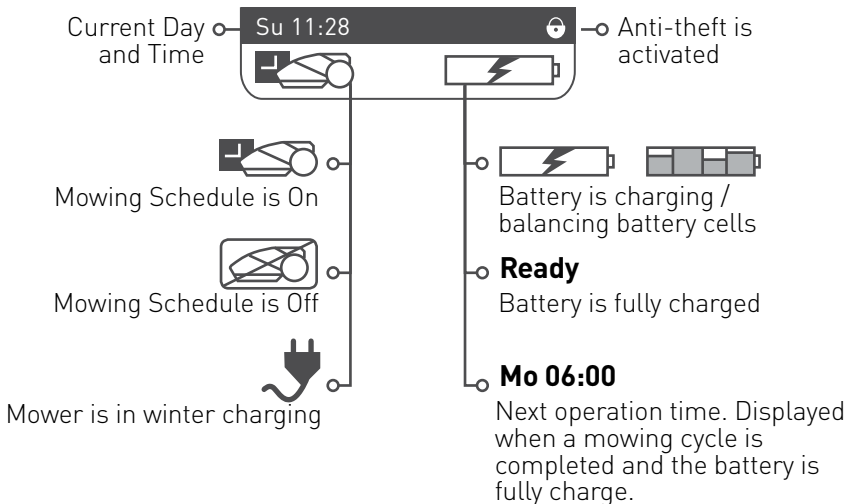 Current Day
and Time
Su 11:28
Anti-theft is
activated
Mowing Schedule is On
Mowing Schedule is Off
Mower is in winter charging
Battery is charging /
balancing battery cells
Ready
Battery is fully charged
Mo 06:00
Next operation time. Displayed
when a mowing cycle is
completed and the battery is
fully charge.